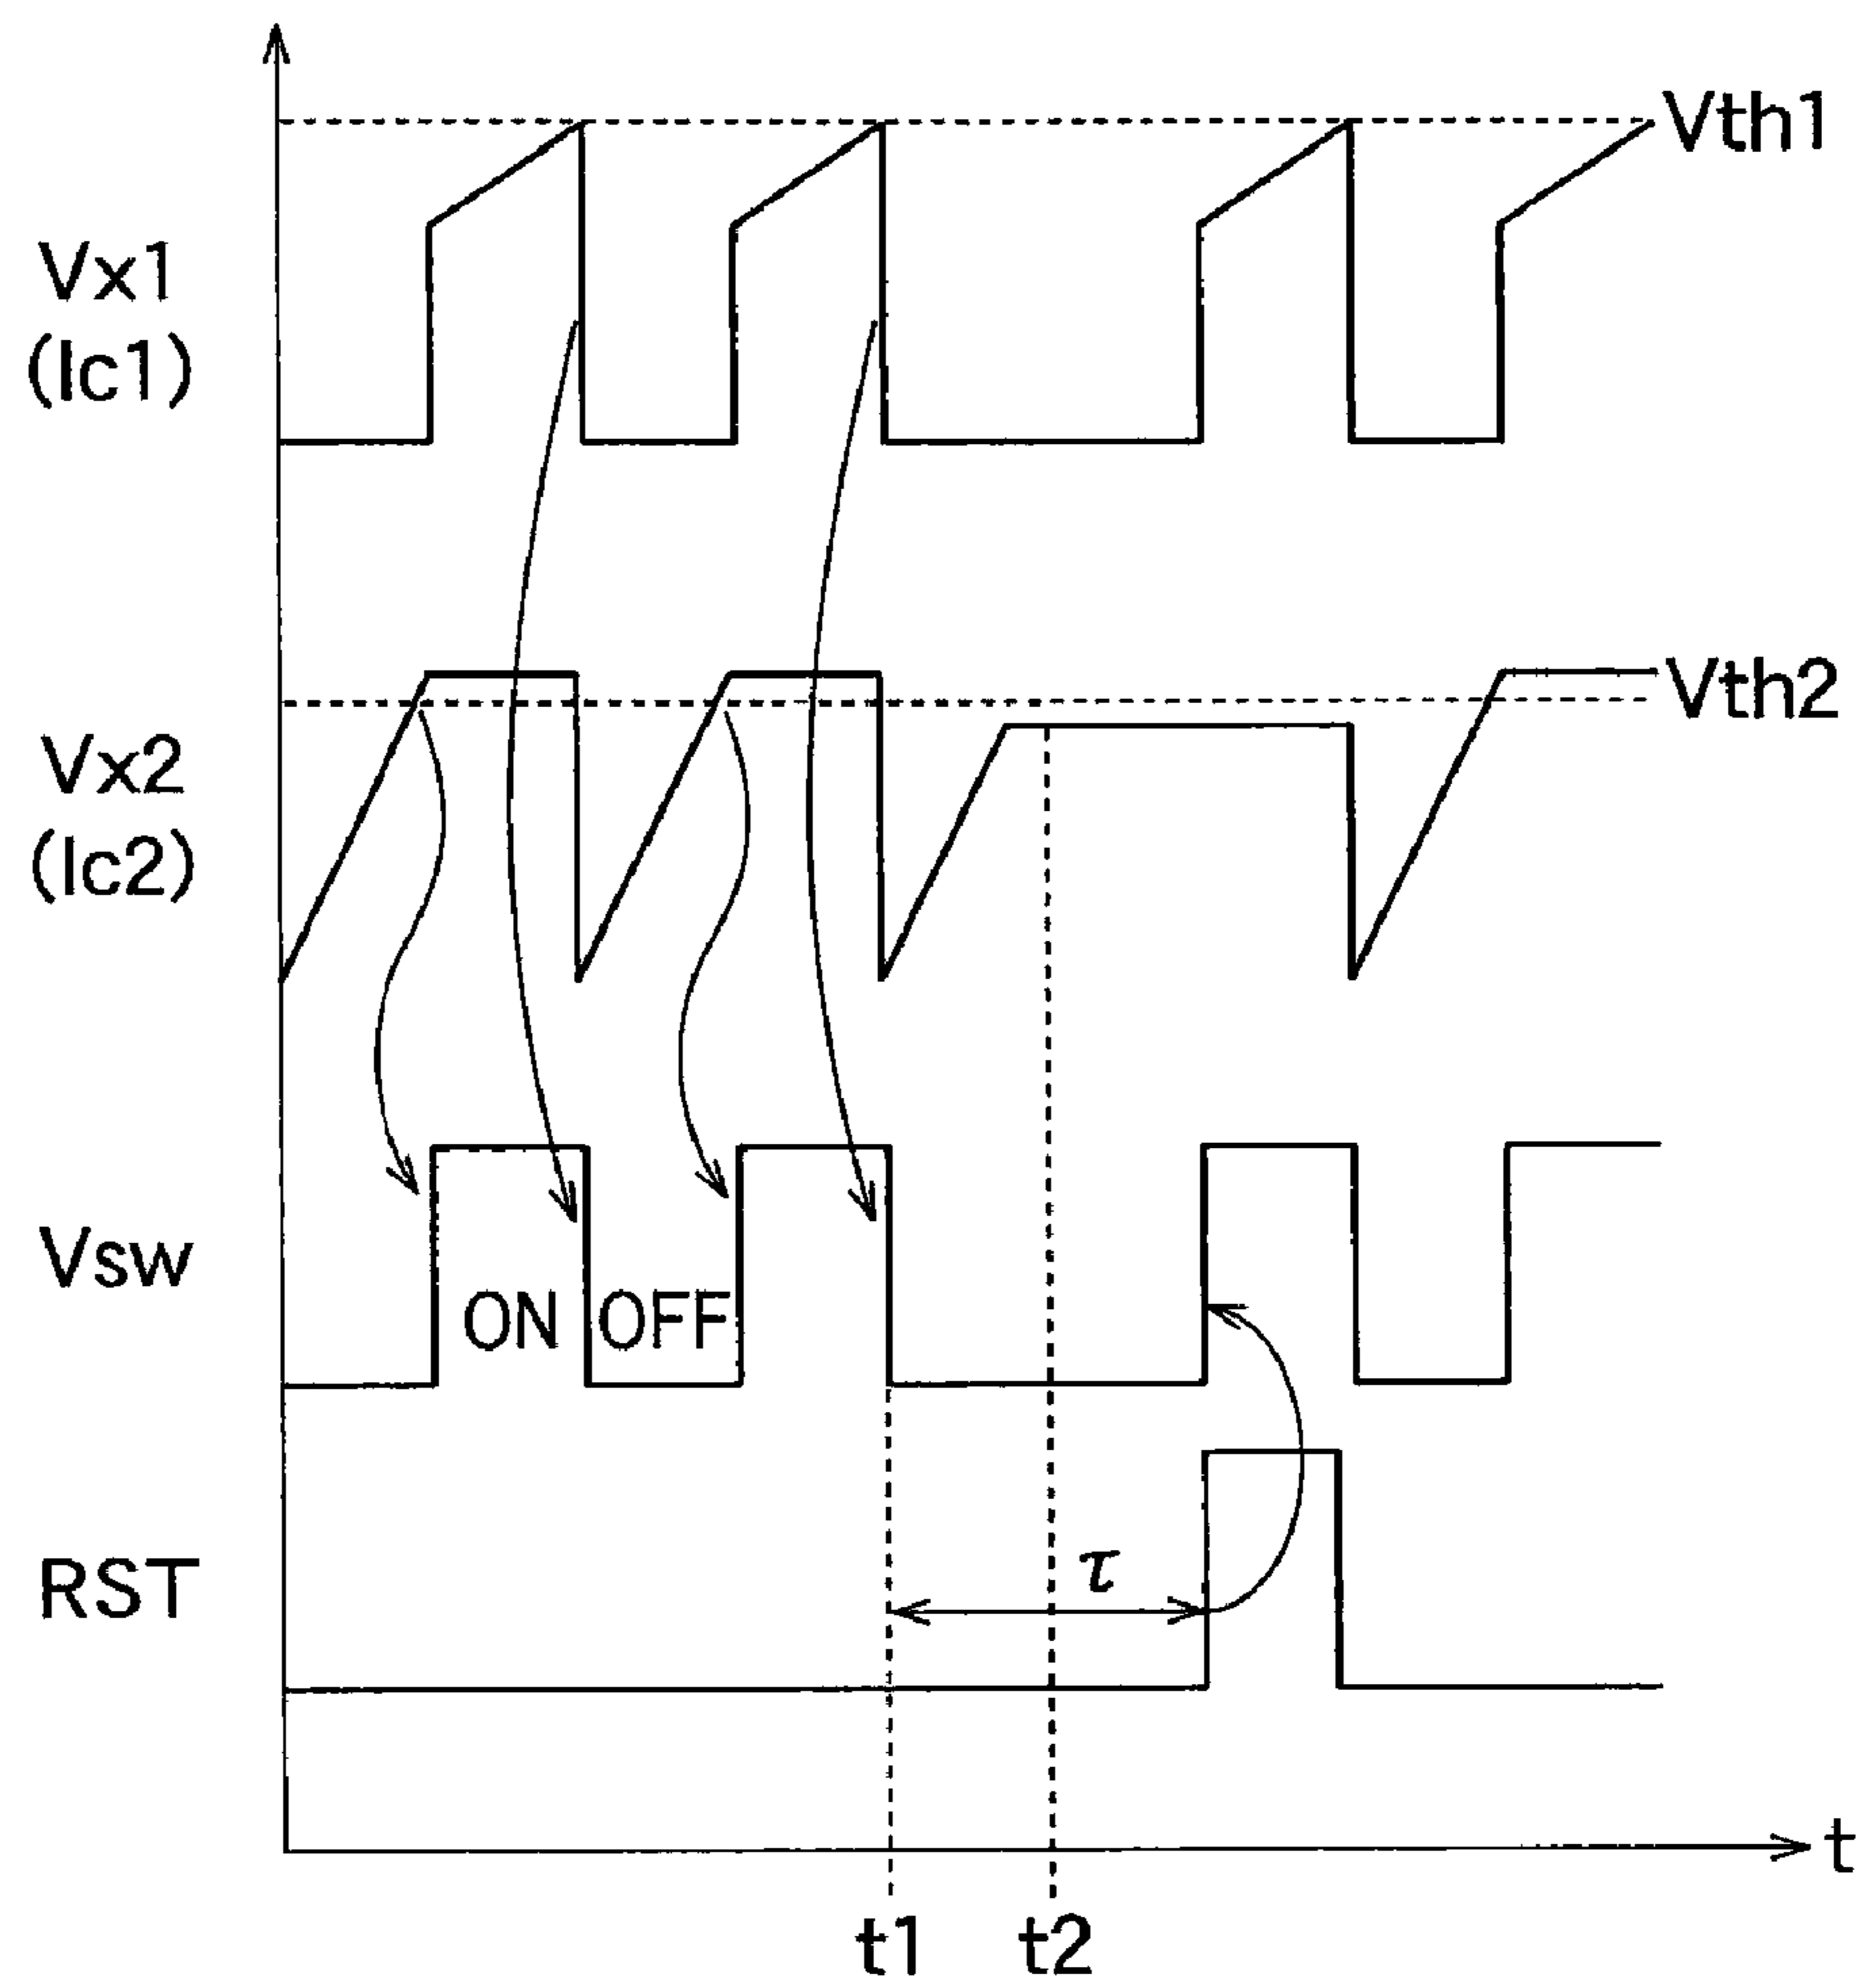 Vth1
Vx1
(Ic1)
Vth2
Vx2
(Ic2)
Vsw
ON OFF
RST
τ
t
t1 t2